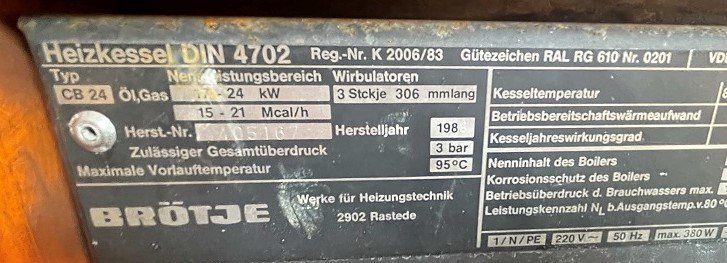 Heizkessel DIN 4702 Reg.-Nr. K 2006/83 Gütezeichen RAL RG 610 Nr. 0201
Typ Nennleistungsbereich Wirbulatoren
CB 24 Öl,Gas 17 - 24 kW 3 Stckje 306 mmlang
15 - 21 Mcal/h
Herst.-Nr. Herstelljahr 198
Zulässiger Gesamtüberdruck 3 bar
Maximale Vorlauftemperatur 95°C
BRÖTJE Werke für Heizungstechnik
2902 Rastede
Kesseltemperatur
Betriebsbereitschaftswärmeaufwand
Kesseljahreswirkungsgrad
Nenninhalt des Boilers
Korrosionsschutz des Boilers
Betriebsüberdruck d. Brauchwassers max.
Leistungskennzahl NL b. Ausgangstemp.v. 80°
1/N/PE 220 V~ 50 Hz max. 380 W